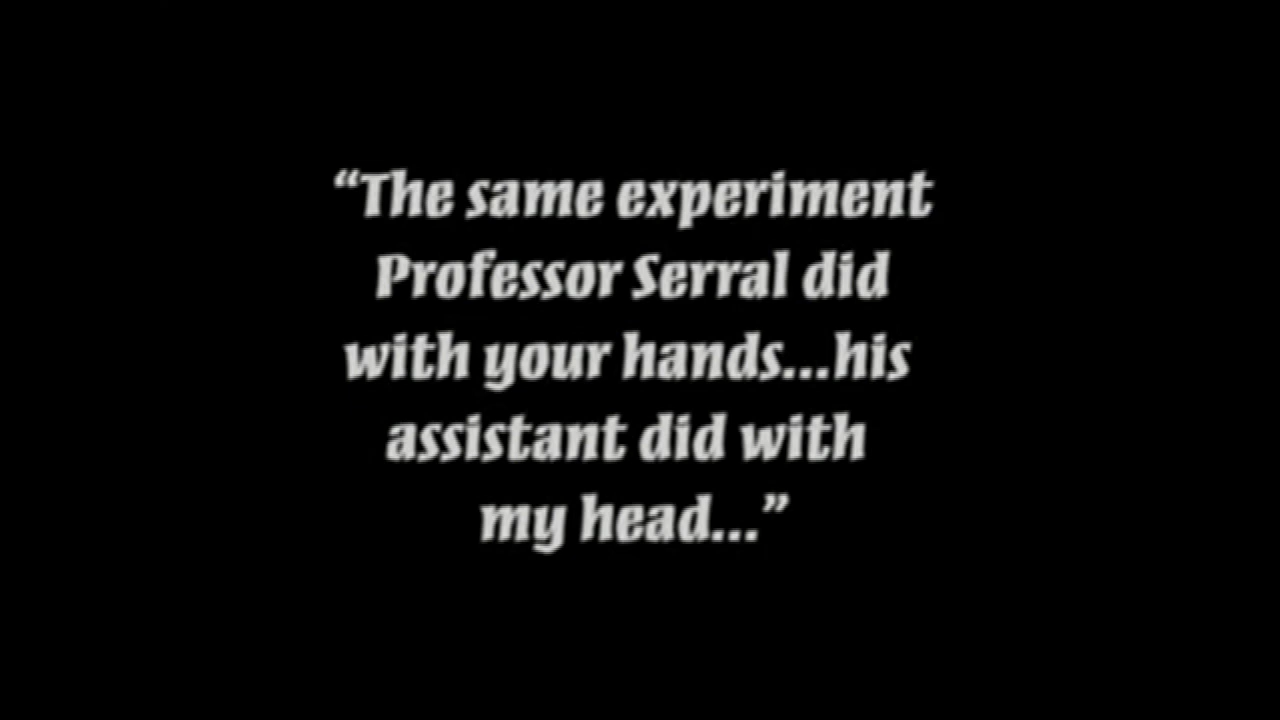 “The same experiment
Professor Serral did
with your hands...his
assistant did with
my head...”